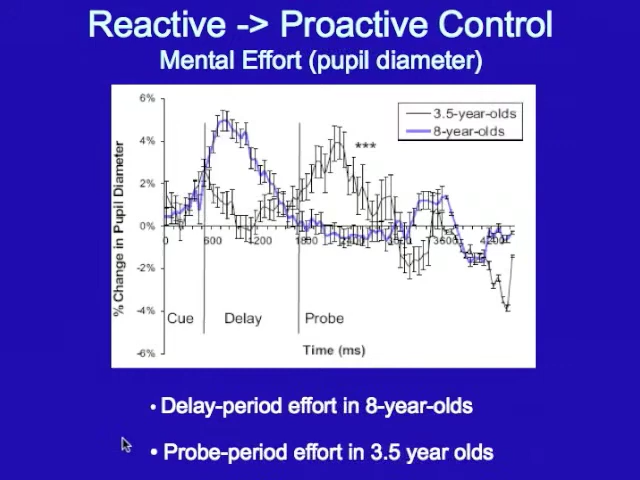 Reactive -> Proactive Control
Mental Effort (pupil diameter)
6%
4%
2%
0%
-2%
-4%
-6%
% Change in Pupil Diameter
3.5-year-olds
8-year-olds
***
0 600 1200 1800 2400 3600 4200
Cue Delay Probe
Time (ms)
• Delay-period effort in 8-year-olds
• Probe-period effort in 3.5 year olds